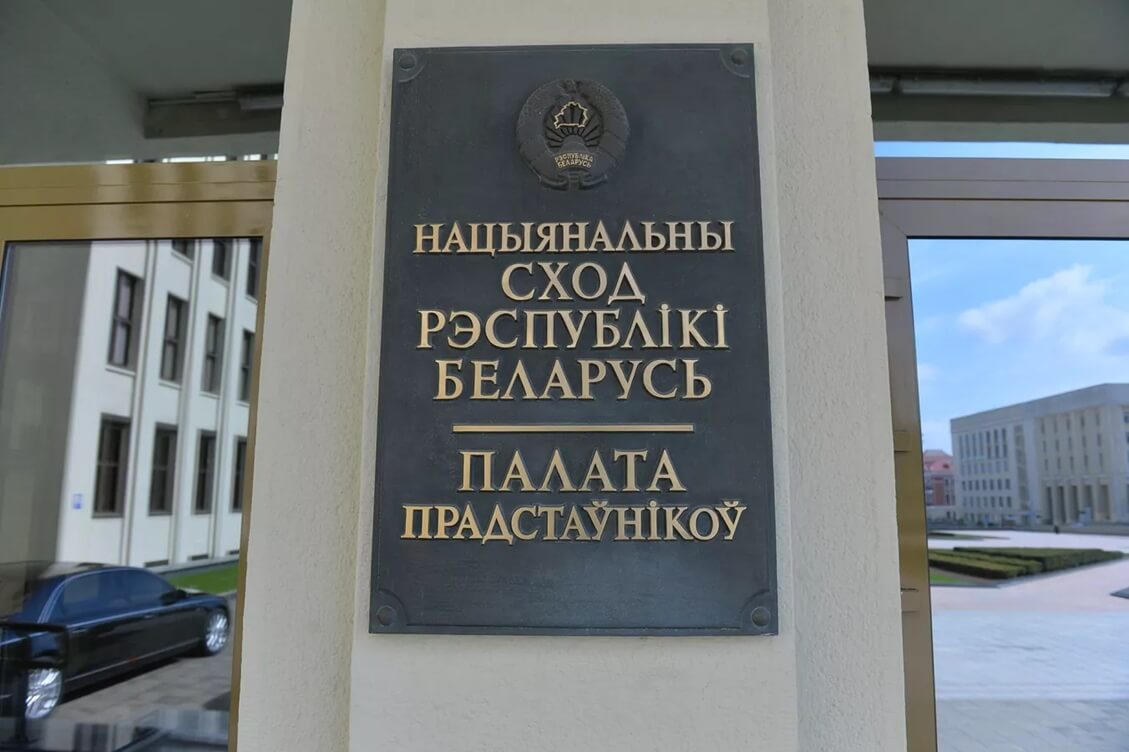 РЭСПУБЛІКА
БЕЛАРУСЬ
НАЦЫЯНАЛЬНЫ
СХОД
РЭСПУБЛІКІ
БЕЛАРУСЬ
ПАЛАТА
ПРАДСТАЎНІКОЎ